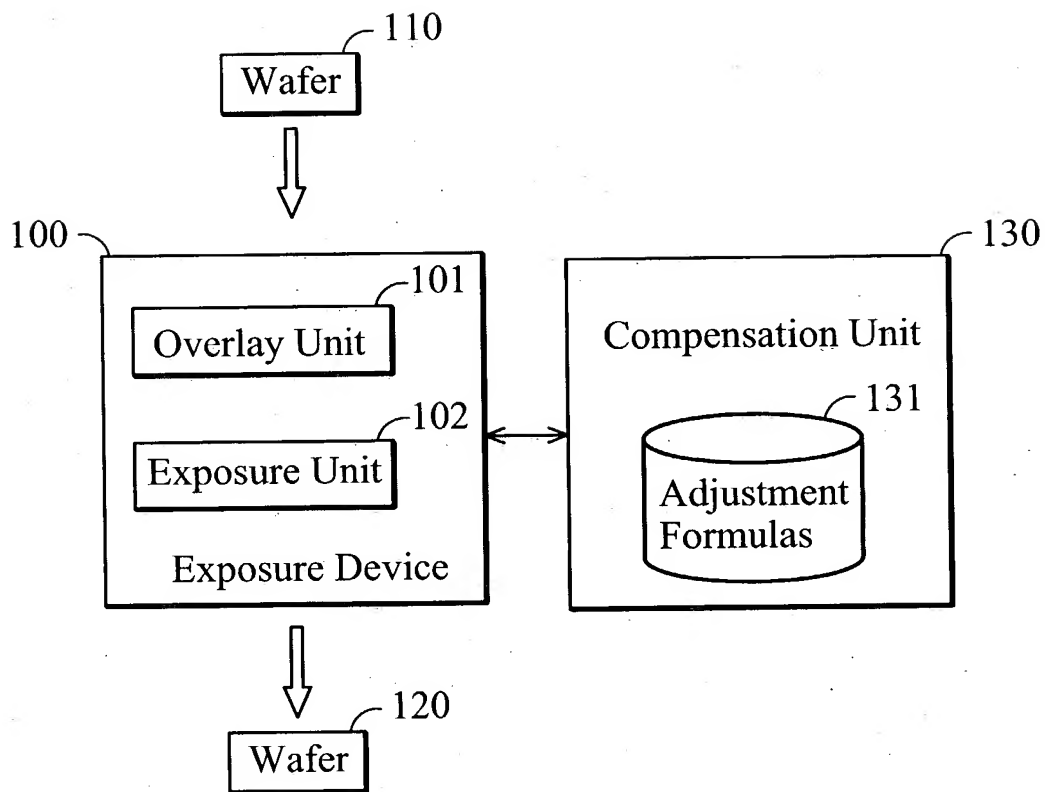 110
Wafer
100
130
101
Overlay Unit
Compensation Unit
102
131
Exposure Unit
Adjustment
Formulas
Exposure Device
120
Wafer